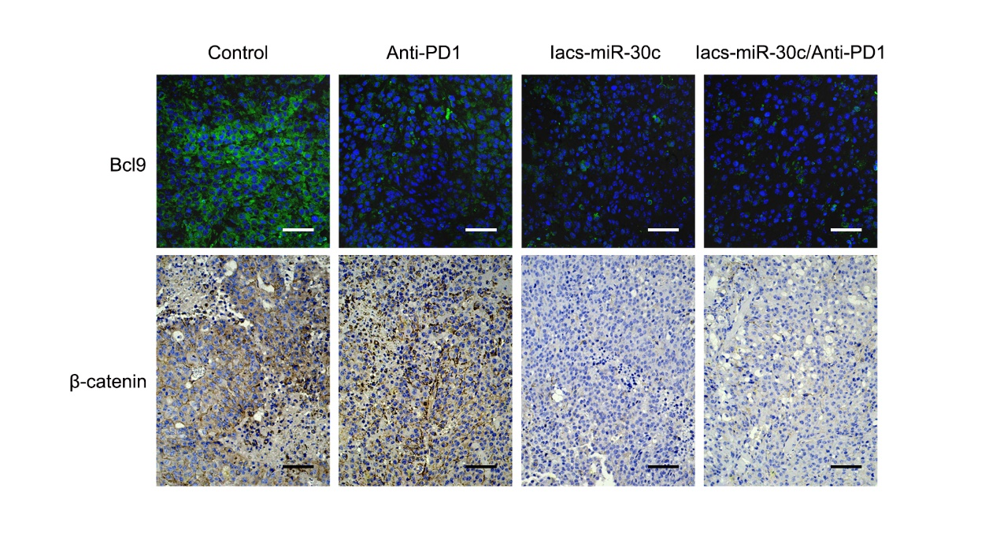 Control
Anti-PD1
Iacs-miR-30c
Iacs-miR-30c/Anti-PD1
Bcl9
β-catenin